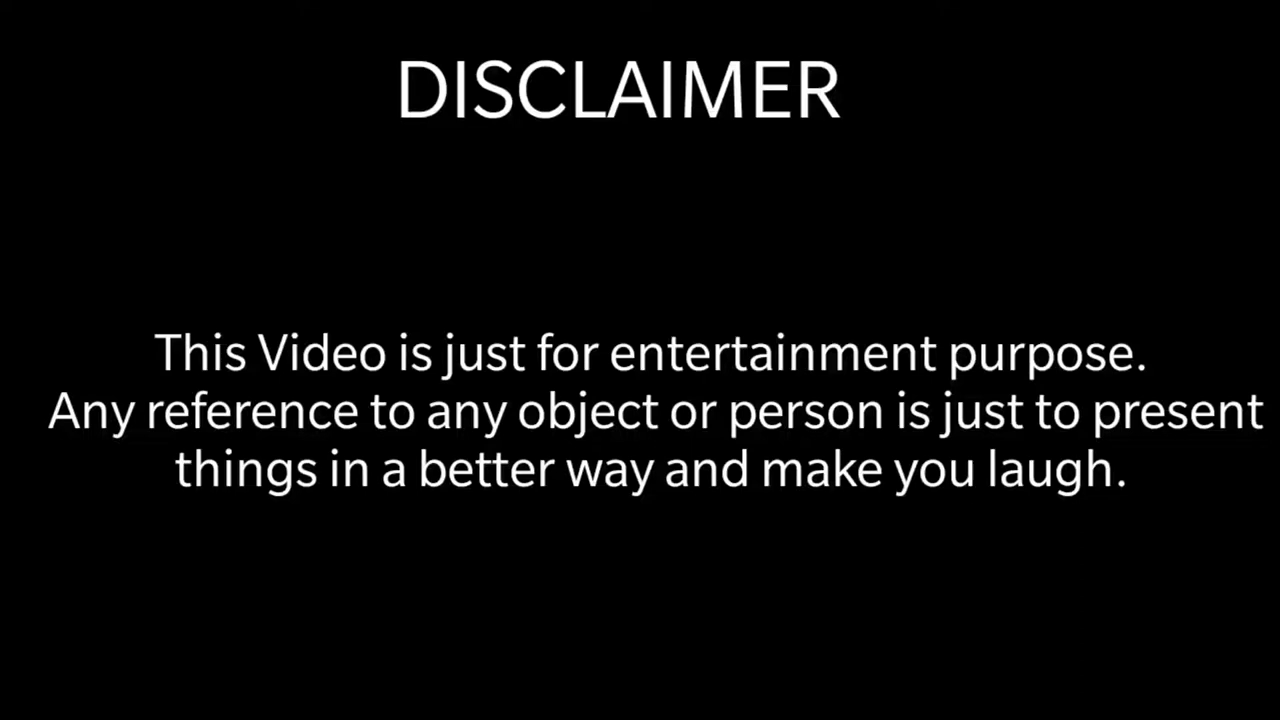 DISCLAIMER
This Video is just for entertainment purpose.
Any reference to any object or person is just to present
things in a better way and make you laugh.